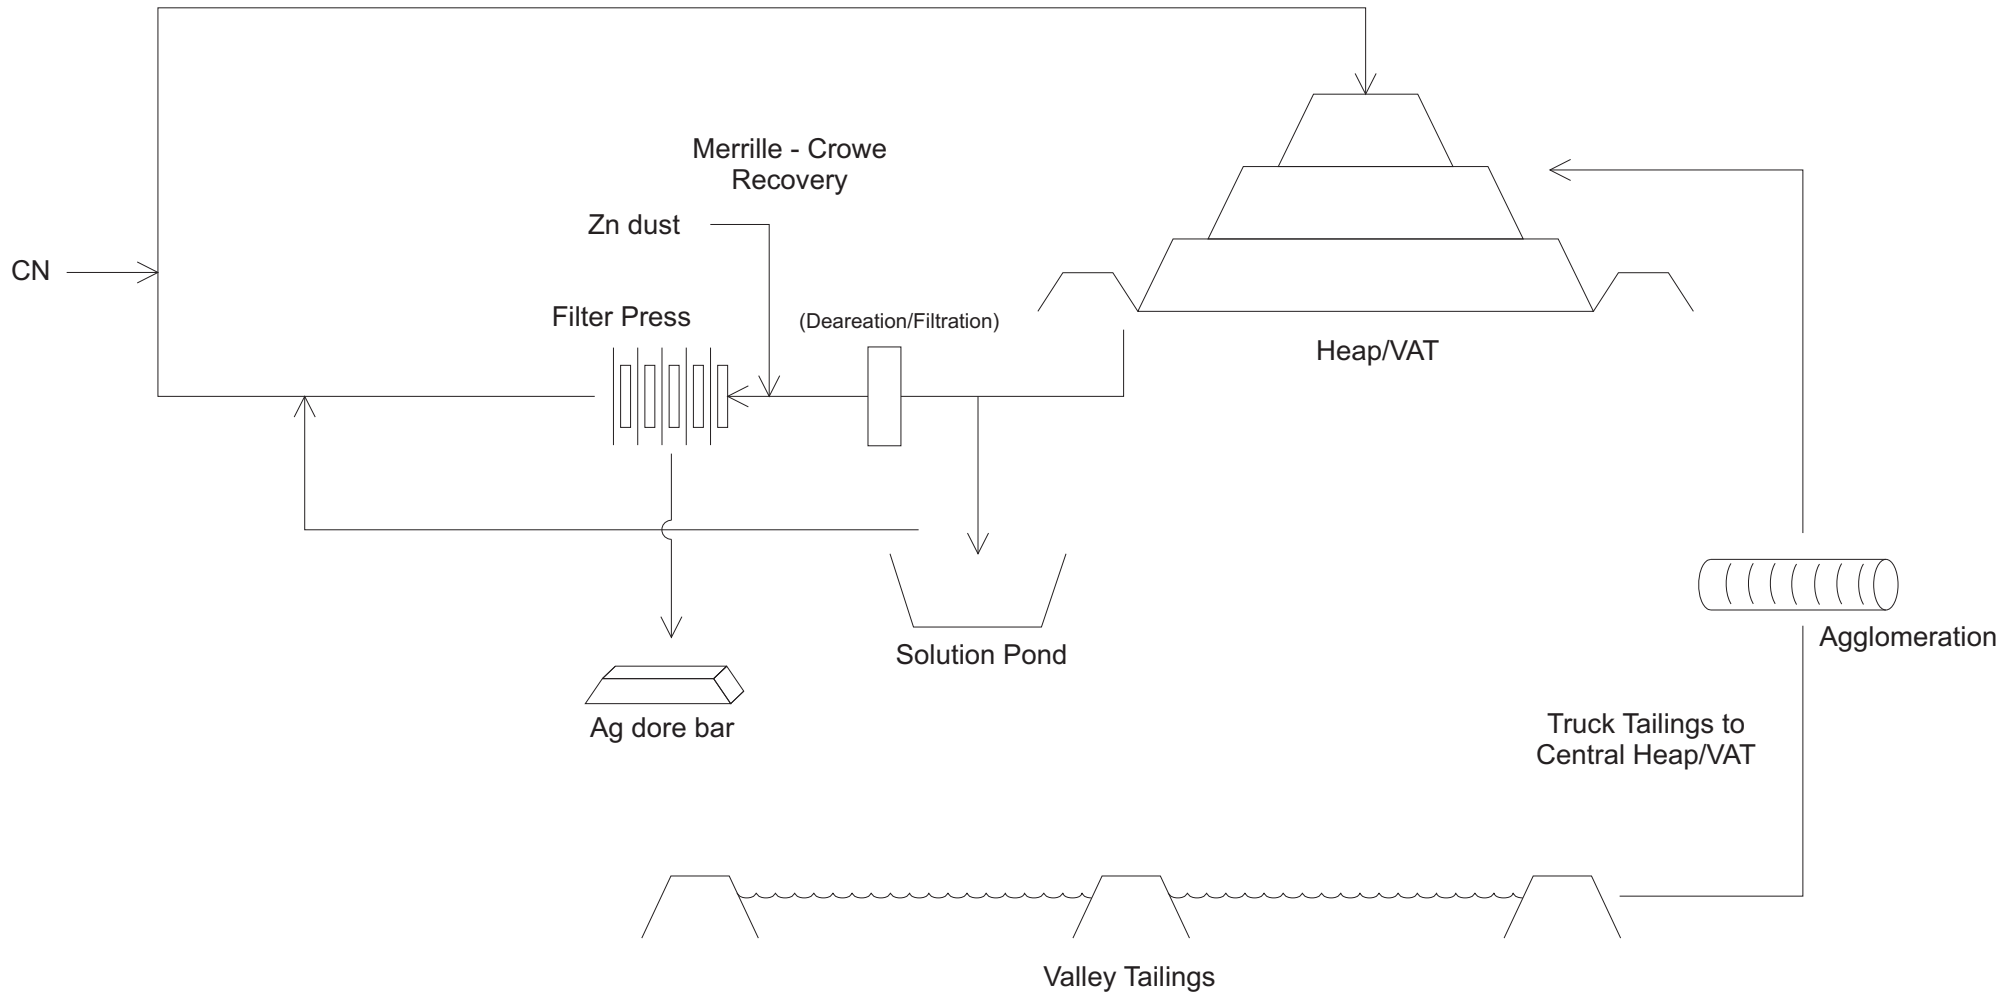 Merrille - Crowe
Recovery
Zn dust
CN
Filter Press
(Deareation/Filtration)
Heap/VAT
Solution Pond
Agglomeration
Ag dore bar
Truck Tailings to
Central Heap/VAT
Valley Tailings